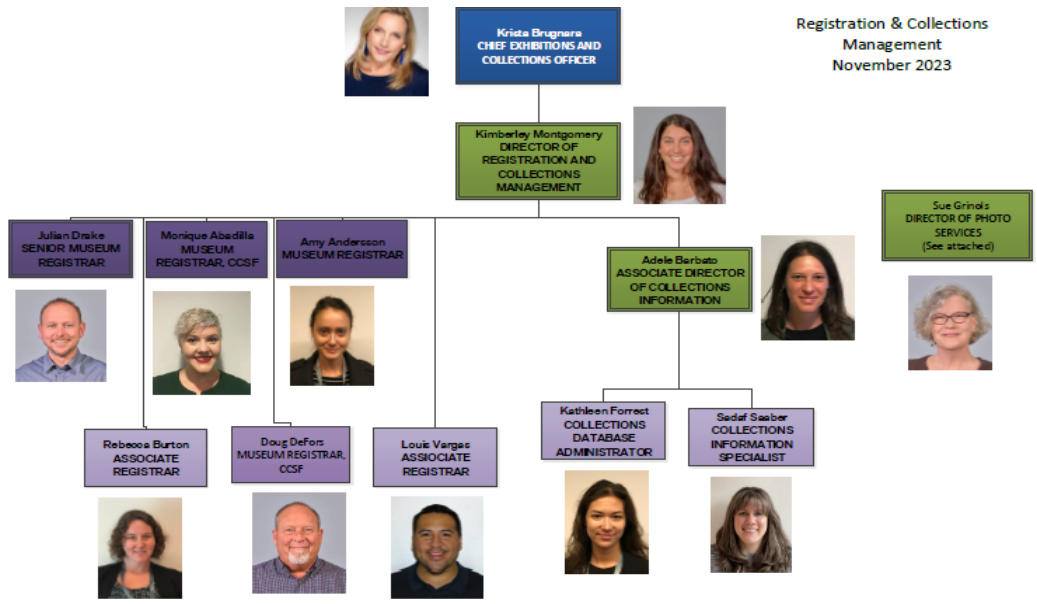 Krista Brugnara
CHIEF EXHIBITIONS AND
COLLECTIONS OFFICER
Registration & Collections
Management
November 2023
Kimberley Montgomery
DIRECTOR OF
REGISTRATION AND
COLLECTIONS
MANAGEMENT
Sue Grinols
DIRECTOR OF PHOTO
SERVICES
(See attached)
Julian Drake
SENIOR MUSEUM
REGISTRAR
Monique Abadilla
MUSEUM
REGISTRAR, CCSF
Amy Andersson
MUSEUM REGISTRAR
Adele Barbato
ASSOCIATE DIRECTOR
OF COLLECTIONS
INFORMATION
Rebecca Burton
ASSOCIATE
REGISTRAR
Doug DeFors
MUSEUM REGISTRAR,
CCSF
Louis Vargas
ASSIOCIATE
REGISTRAR
Kathleen Forrest
COLLECTIONS
DATABASE
ADMINISTRATOR
Sadaf Saaber
COLLECTIONS
INFORMATION
SPECIALIST